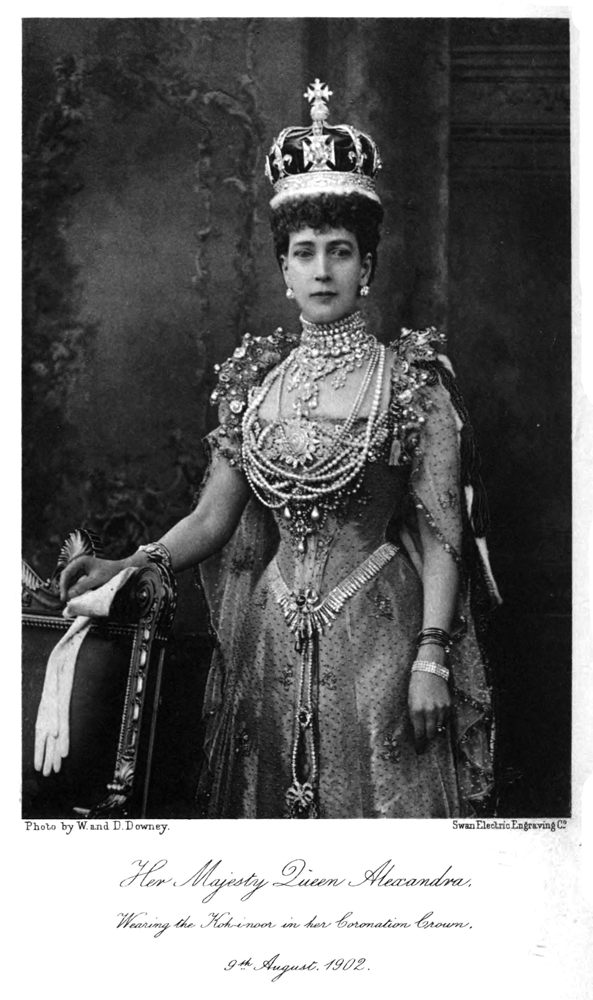 Photo by W. and D. Downey.
Swan Electric Engraving Co.
Her Majesty Queen Alexandra.
Wearing the Koh-i-noor in her Coronation Crown.
9th August. 1902.